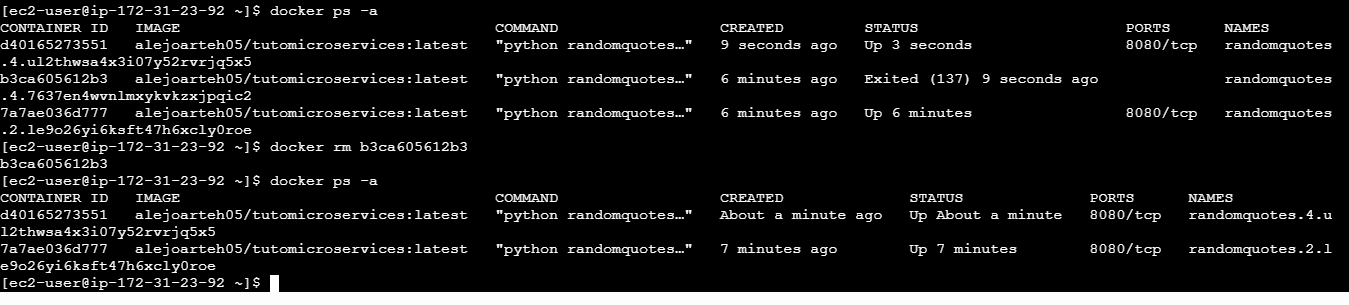 [ec2-user@ip-172-31-23-92 ~]$ docker ps -a
CONTAINER ID   IMAGE                                  COMMAND                  CREATED         STATUS                       PORTS      NAMES
d40165273551   alejoarteh05/tutomicroservices:latest   "python randomquotes…"   9 seconds ago   Up 3 seconds                 8080/tcp   randomquotes
.4.ul2thwsa4x3i07y52rvrjq5x5
b3ca605612b3   alejoarteh05/tutomicroservices:latest   "python randomquotes…"   6 minutes ago   Exited (137) 9 seconds ago              randomquotes
.4.7637en4wvnlmxykvkzxjpqic2
7a7ae036d777   alejoarteh05/tutomicroservices:latest   "python randomquotes…"   6 minutes ago   Up 6 minutes                 8080/tcp   randomquotes
.2.le9o26yi6ksft47h6xcly0roe
[ec2-user@ip-172-31-23-92 ~]$ docker rm b3ca605612b3
b3ca605612b3
[ec2-user@ip-172-31-23-92 ~]$ docker ps -a
CONTAINER ID   IMAGE                                  COMMAND                  CREATED              STATUS              PORTS      NAMES
d40165273551   alejoarteh05/tutomicroservices:latest   "python randomquotes…"   About a minute ago   Up About a minute   8080/tcp   randomquotes.4.u
l2thwsa4x3i07y52rvrjq5x5
7a7ae036d777   alejoarteh05/tutomicroservices:latest   "python randomquotes…"   7 minutes ago        Up 7 minutes        8080/tcp   randomquotes.2.l
e9o26yi6ksft47h6xcly0roe
[ec2-user@ip-172-31-23-92 ~]$